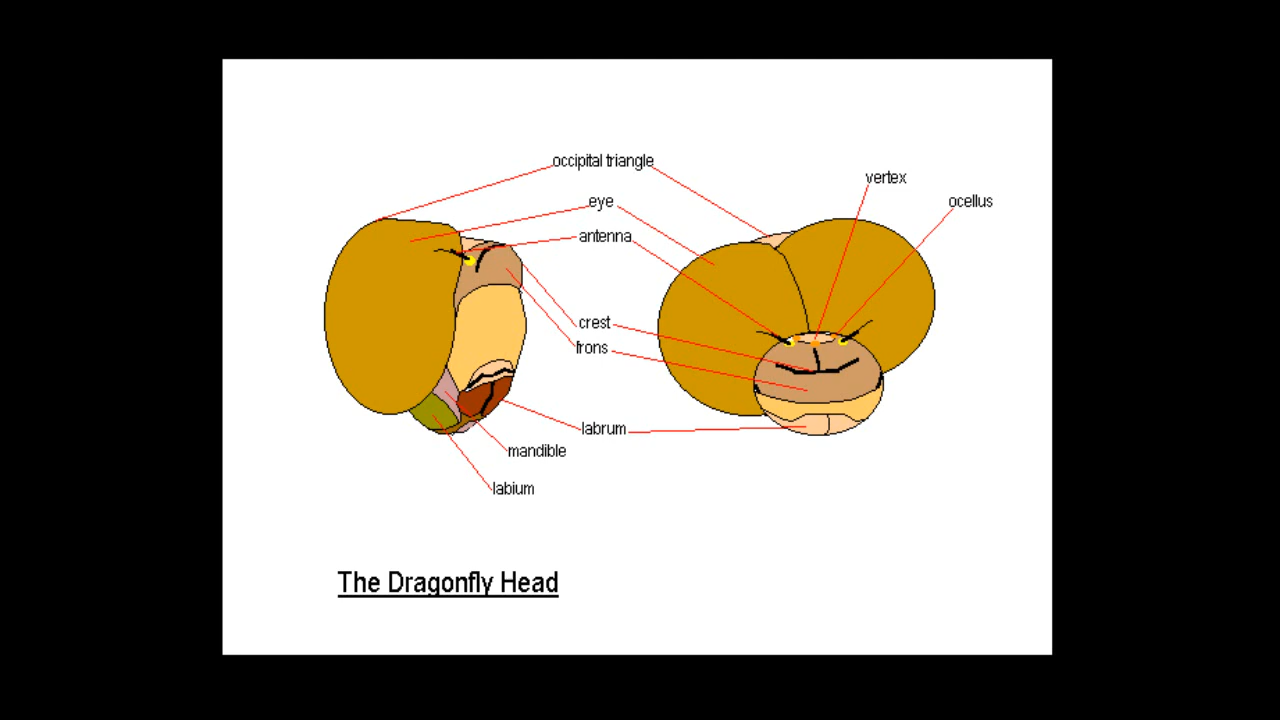 occipital triangle
vertex
eye
ocellus
antenna
crest
frons
labrum
mandible
labium
The Dragonfly Head